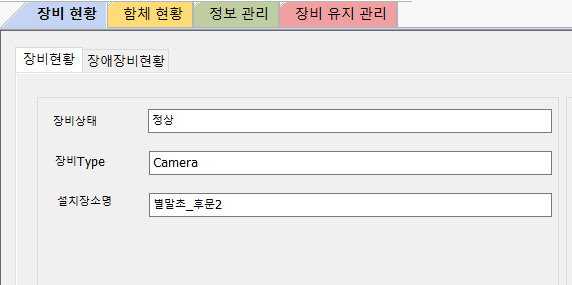 장비 현황 함체 현황 정보 관리 장비 유지 관리
장비현황 장애장비현황
장비상태 정상
장비Type Camera
설치장소명 별말초_후문2